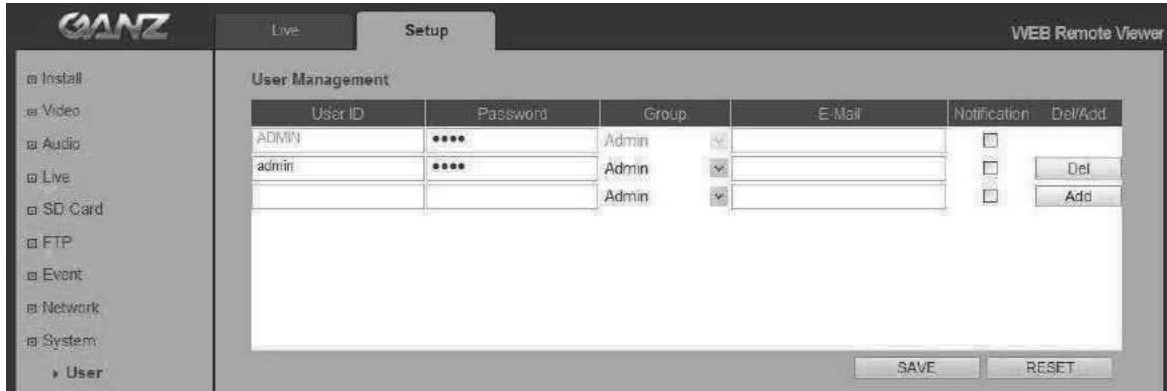 GANZ
Live
Setup
WEB Remote Viewer
Install
Video
Audio
Live
SD Card
FTP
Event
Network
System
User
User Management
User ID Password Group E-Mail Notification Del/Add
ADMIN •••• Admin
admin •••• Admin Del
Admin Add
SAVE RESET